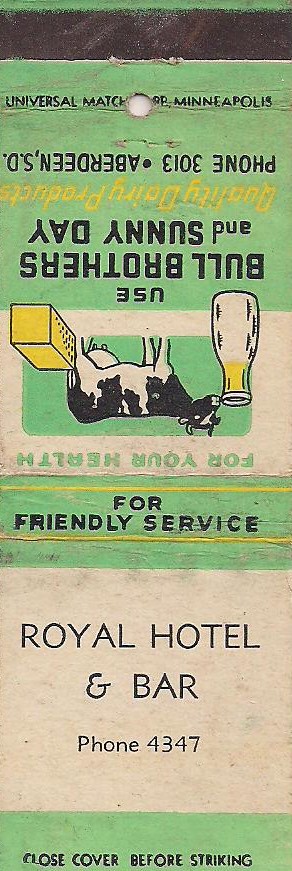 UNIVERSAL MATCH CORP. MINNEAPOLIS
FOR YOUR HEALTH
USE
BULL BROTHERS
and SUNNY DAY
Quality Dairy Products
PHONE 3013 • ABERDEEN, S.D.
FOR
FRIENDLY SERVICE
ROYAL HOTEL
& BAR
Phone 4347
CLOSE COVER BEFORE STRIKING